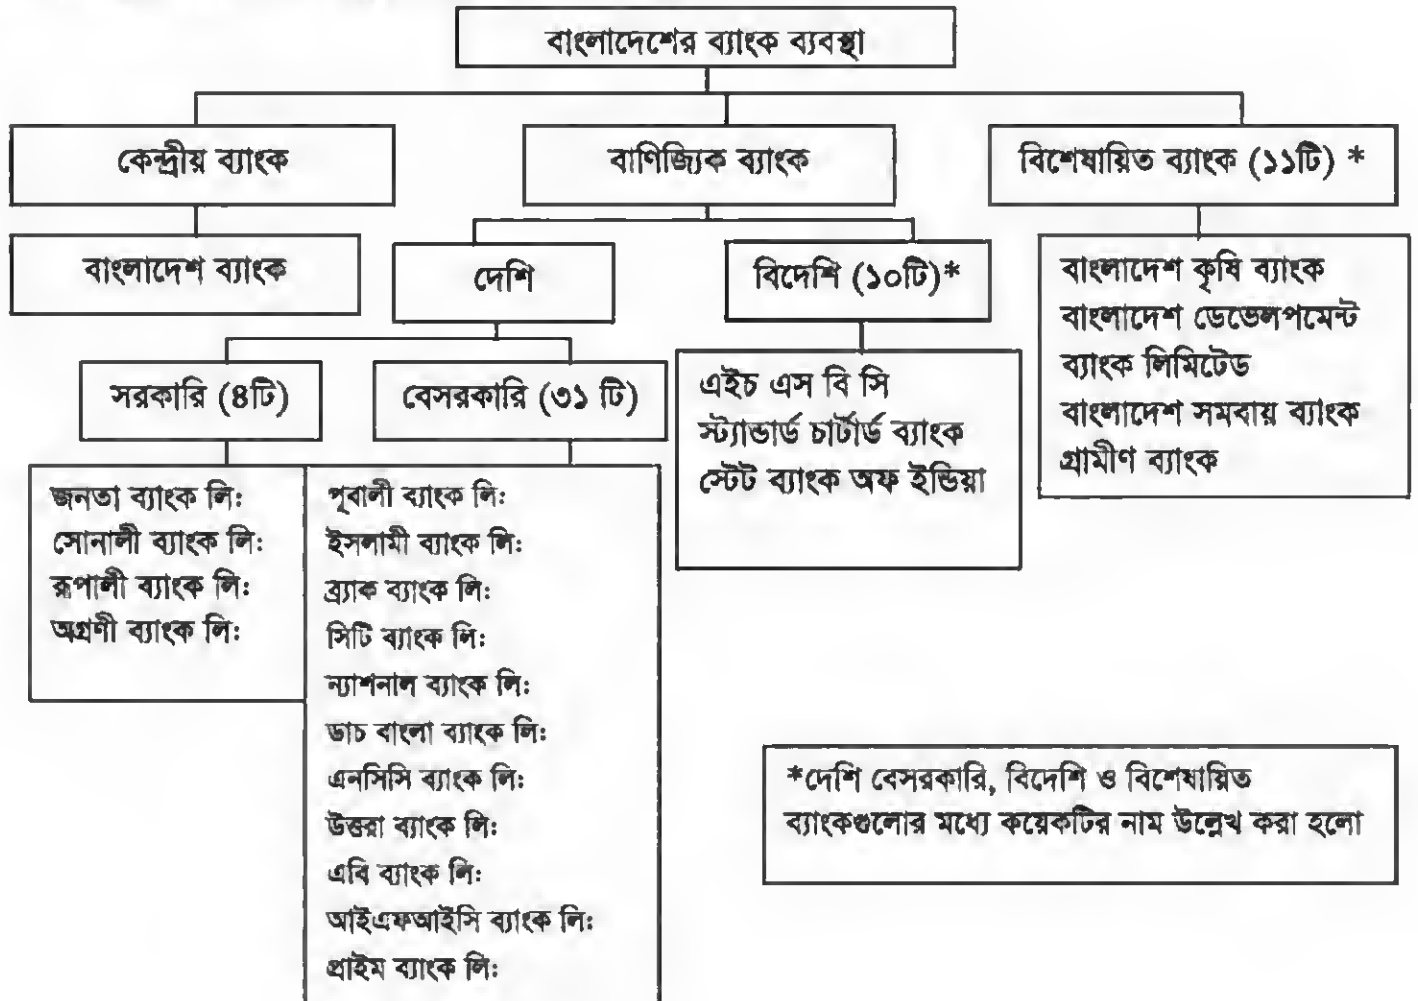 বাংলাদেশের ব্যাংক ব্যবস্থা
কেন্দ্রীয় ব্যাংক
বাণিজ্যিক ব্যাংক
বিশেষায়িত ব্যাংক (১১টি) *
বাংলাদেশ ব্যাংক
দেশি
বিদেশি (১০টি)*
বাংলাদেশ কৃষি ব্যাংক
বাংলাদেশ ডেভেলপমেন্ট
ব্যাংক লিমিটেড
বাংলাদেশ সমবায় ব্যাংক
গ্রামীণ ব্যাংক
সরকারি (৪টি)
বেসরকারি (৩১ টি)
এইচ এস বি সি
স্ট্যান্ডার্ড চার্টার্ড ব্যাংক
স্টেট ব্যাংক অফ ইন্ডিয়া
জনতা ব্যাংক লি:
সোনালী ব্যাংক লি:
রূপালী ব্যাংক লি:
অগ্রণী ব্যাংক লি:
পূবালী ব্যাংক লি:
ইসলামী ব্যাংক লি:
ব্র্যাক ব্যাংক লি:
সিটি ব্যাংক লি:
ন্যাশনাল ব্যাংক লি:
ডাচ বাংলা ব্যাংক লি:
এনসিসি ব্যাংক লি:
উত্তরা ব্যাংক লি:
এবি ব্যাংক লি:
আইএফআইসি ব্যাংক লি:
প্রাইম ব্যাংক লি:
*দেশি বেসরকারি, বিদেশি ও বিশেষায়িত
ব্যাংকগুলোর মধ্যে কয়েকটির নাম উল্লেখ করা হলো